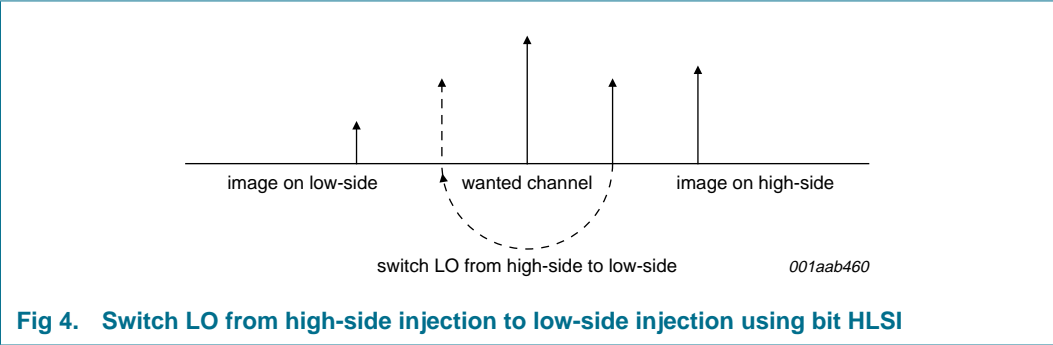 image on low-side wanted channel image on high-side
switch LO from high-side to low-side 001aab460
Fig 4. Switch LO from high-side injection to low-side injection using bit HLSI